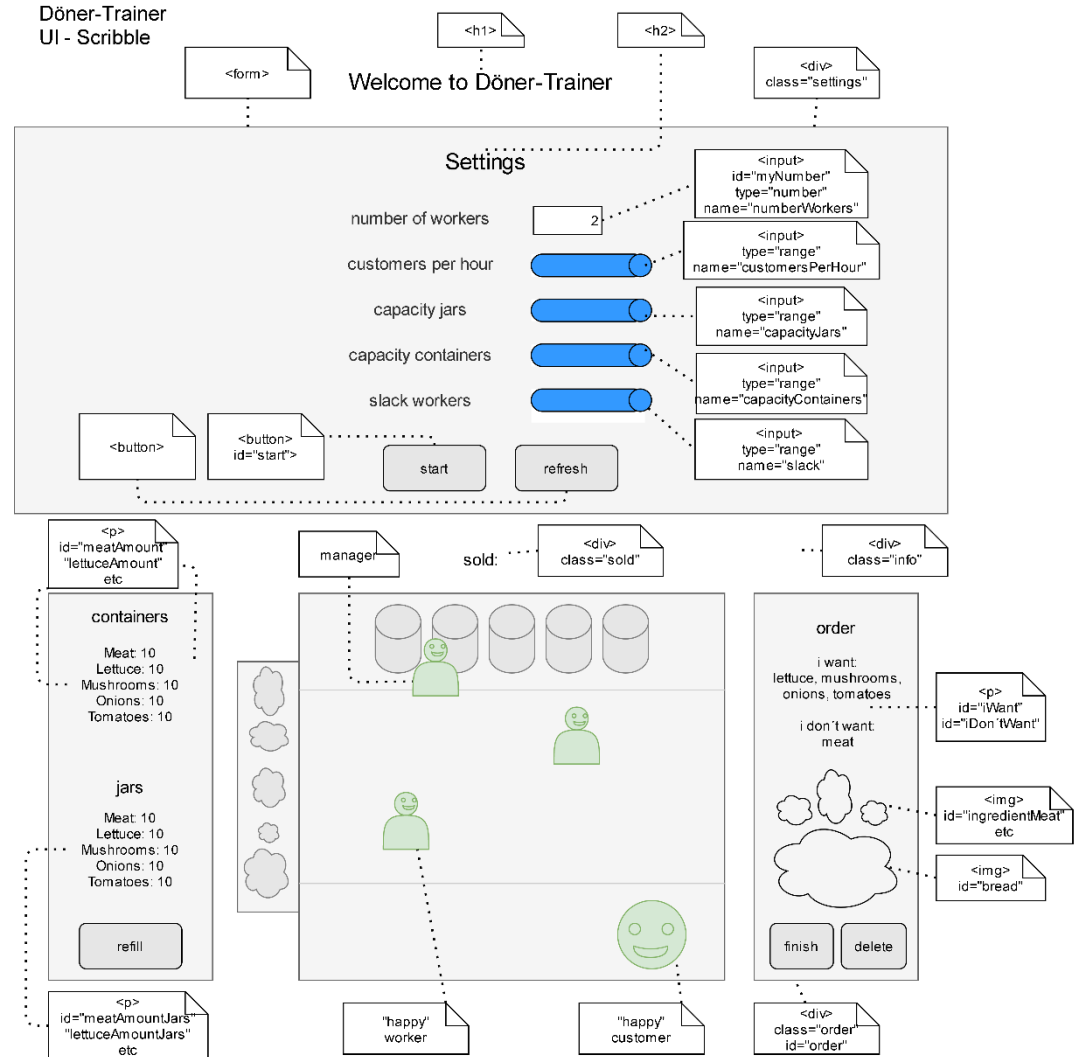 Döner-Trainer
UI - Scribble
<h1>
<h2>
<form>
Welcome to Döner-Trainer
<div>
class="settings"
Settings
<input>
id="myNumber"
type="number"
name="numberWorkers"
number of workers
2
customers per hour
<input>
type="range"
name="customersPerHour"
capacity jars
<input>
type="range"
name="capacityJars"
capacity containers
<input>
type="range"
name="capacityContainers"
slack workers
<input>
type="range"
name="slack"
<button>
<button>
id="start">
start
refresh
<p>
id="meatAmount"
"lettuceAmount"
etc
manager
sold:
<div>
class="sold"
<div>
class="info"
containers
Meat: 10
Lettuce: 10
Mushrooms: 10
Onions: 10
Tomatoes: 10
jars
Meat: 10
Lettuce: 10
Mushrooms: 10
Onions: 10
Tomatoes: 10
refill
order
i want:
lettuce, mushrooms,
onions, tomatoes
i don´t want:
meat
<p>
id="iWant"
id="iDon´tWant"
<img>
id="ingredientMeat"
etc
<img>
id="bread"
finish
delete
<p>
id="meatAmountJars"
"lettuceAmountJars"
etc
"happy"
worker
"happy"
customer
<div>
class="order"
id="order"